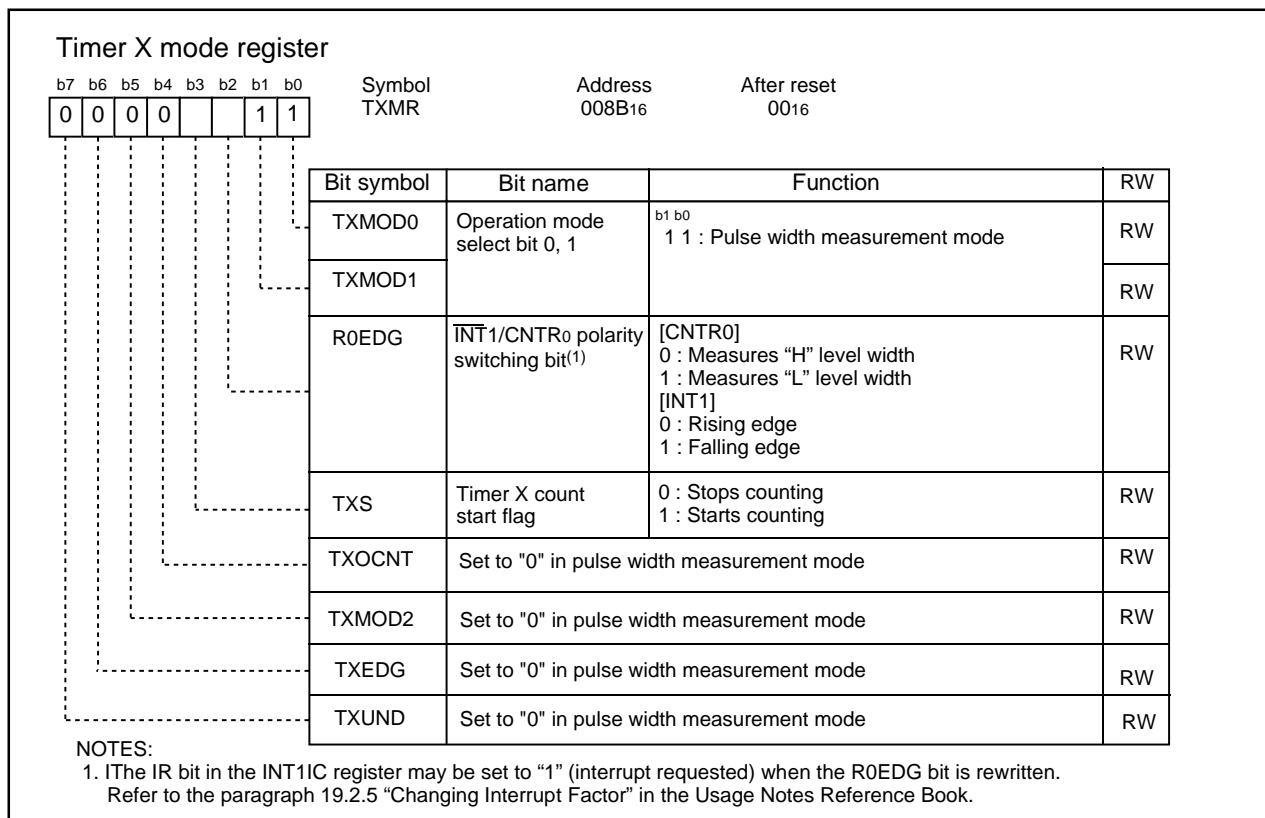 Timer X mode register
b7 b6 b5 b4 b3 b2 b1 b0
Symbol Address After reset
0 0 0 0 1 1
TXMR 008B16 0016
Bit symbol Bit name Function RW
TXMOD0 Operation mode select bit 0, 1 b1 b0 RW
1 1 : Pulse width measurement mode
TXMOD1 RW
R0EDG INT1/CNTR0 polarity switching bit(1) [CNTR0] RW
0 : Measures “H” level width
1 : Measures “L” level width
[INT1]
0 : Rising edge
1 : Falling edge
TXS Timer X count start flag 0 : Stops counting RW
1 : Starts counting
TXOCNT Set to "0" in pulse width measurement mode RW
TXMOD2 Set to "0" in pulse width measurement mode RW
TXEDG Set to "0" in pulse width measurement mode RW
TXUND Set to "0" in pulse width measurement mode RW
NOTES:
1. IThe IR bit in the INT1IC register may be set to “1” (interrupt requested) when the R0EDG bit is rewritten.
Refer to the paragraph 19.2.5 “Changing Interrupt Factor” in the Usage Notes Reference Book.